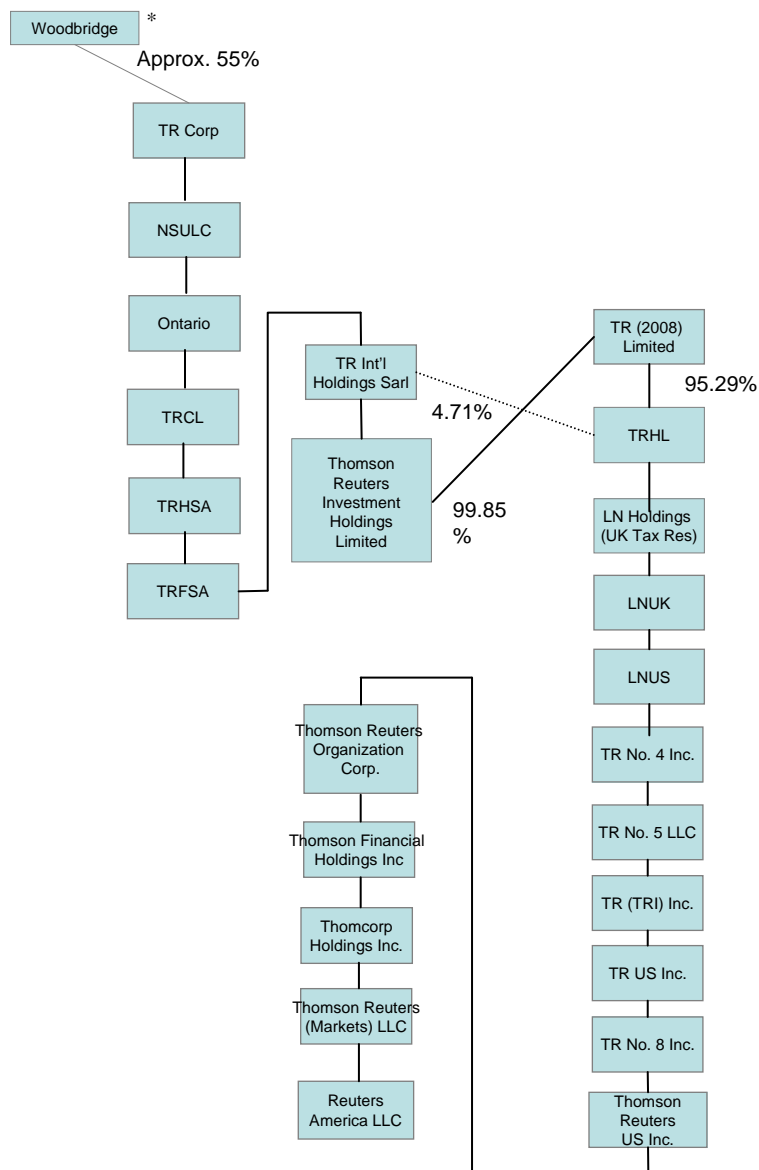 Woodbridge
*
Approx. 55%
TR Corp
NSULC
Ontario
TRCL
TRHSA
TRFSA
TR Int'l
Holdings Sarl
4.71%
Thomson
Reuters
Investment
Holdings
Limited
99.85
%
TR (2008)
Limited
95.29%
TRHL
LN Holdings
(UK Tax Res)
LNUK
LNUS
TR No. 4 Inc.
TR No. 5 LLC
TR (TRI) Inc.
TR US Inc.
TR No. 8 Inc.
Thomson
Reuters
US Inc.
Thomson Reuters
Organization
Corp.
Thomson Financial
Holdings Inc
Thomcorp
Holdings Inc.
Thomson Reuters
(Markets) LLC
Reuters
America LLC